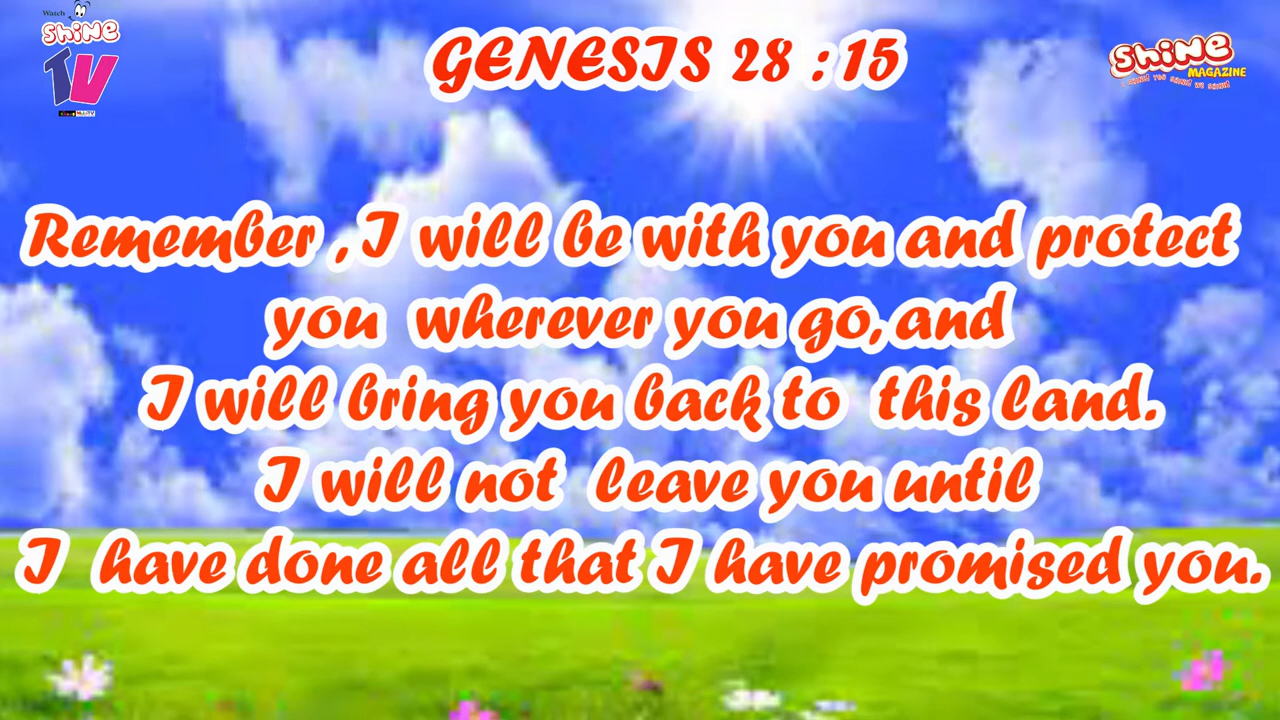 Watch
Shine
TV
GENESIS 28 : 15
Shine
MAGAZINE
Remember , I will be with you and protect
you wherever you go, and
I will bring you back to this land.
I will not leave you until
I have done all that I have promised you.